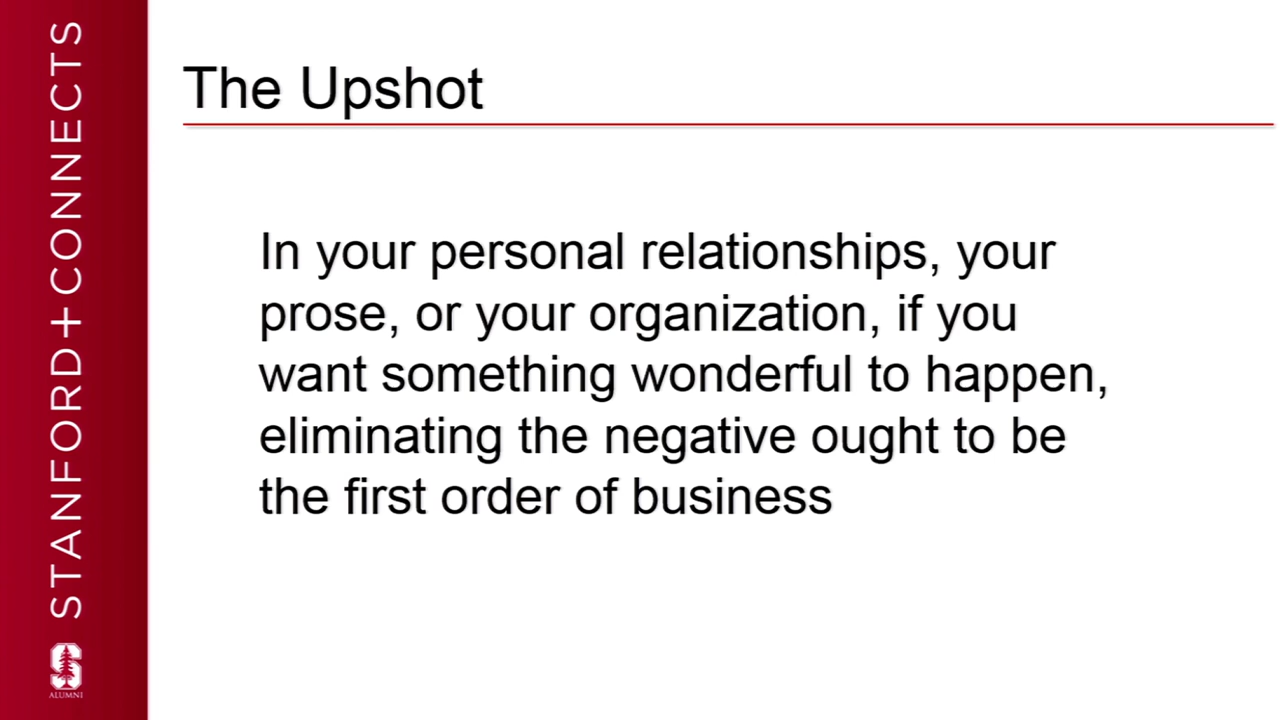 STANFORD+CONNECTS
S
ALUMNI
The Upshot
In your personal relationships, your
prose, or your organization, if you
want something wonderful to happen,
eliminating the negative ought to be
the first order of business